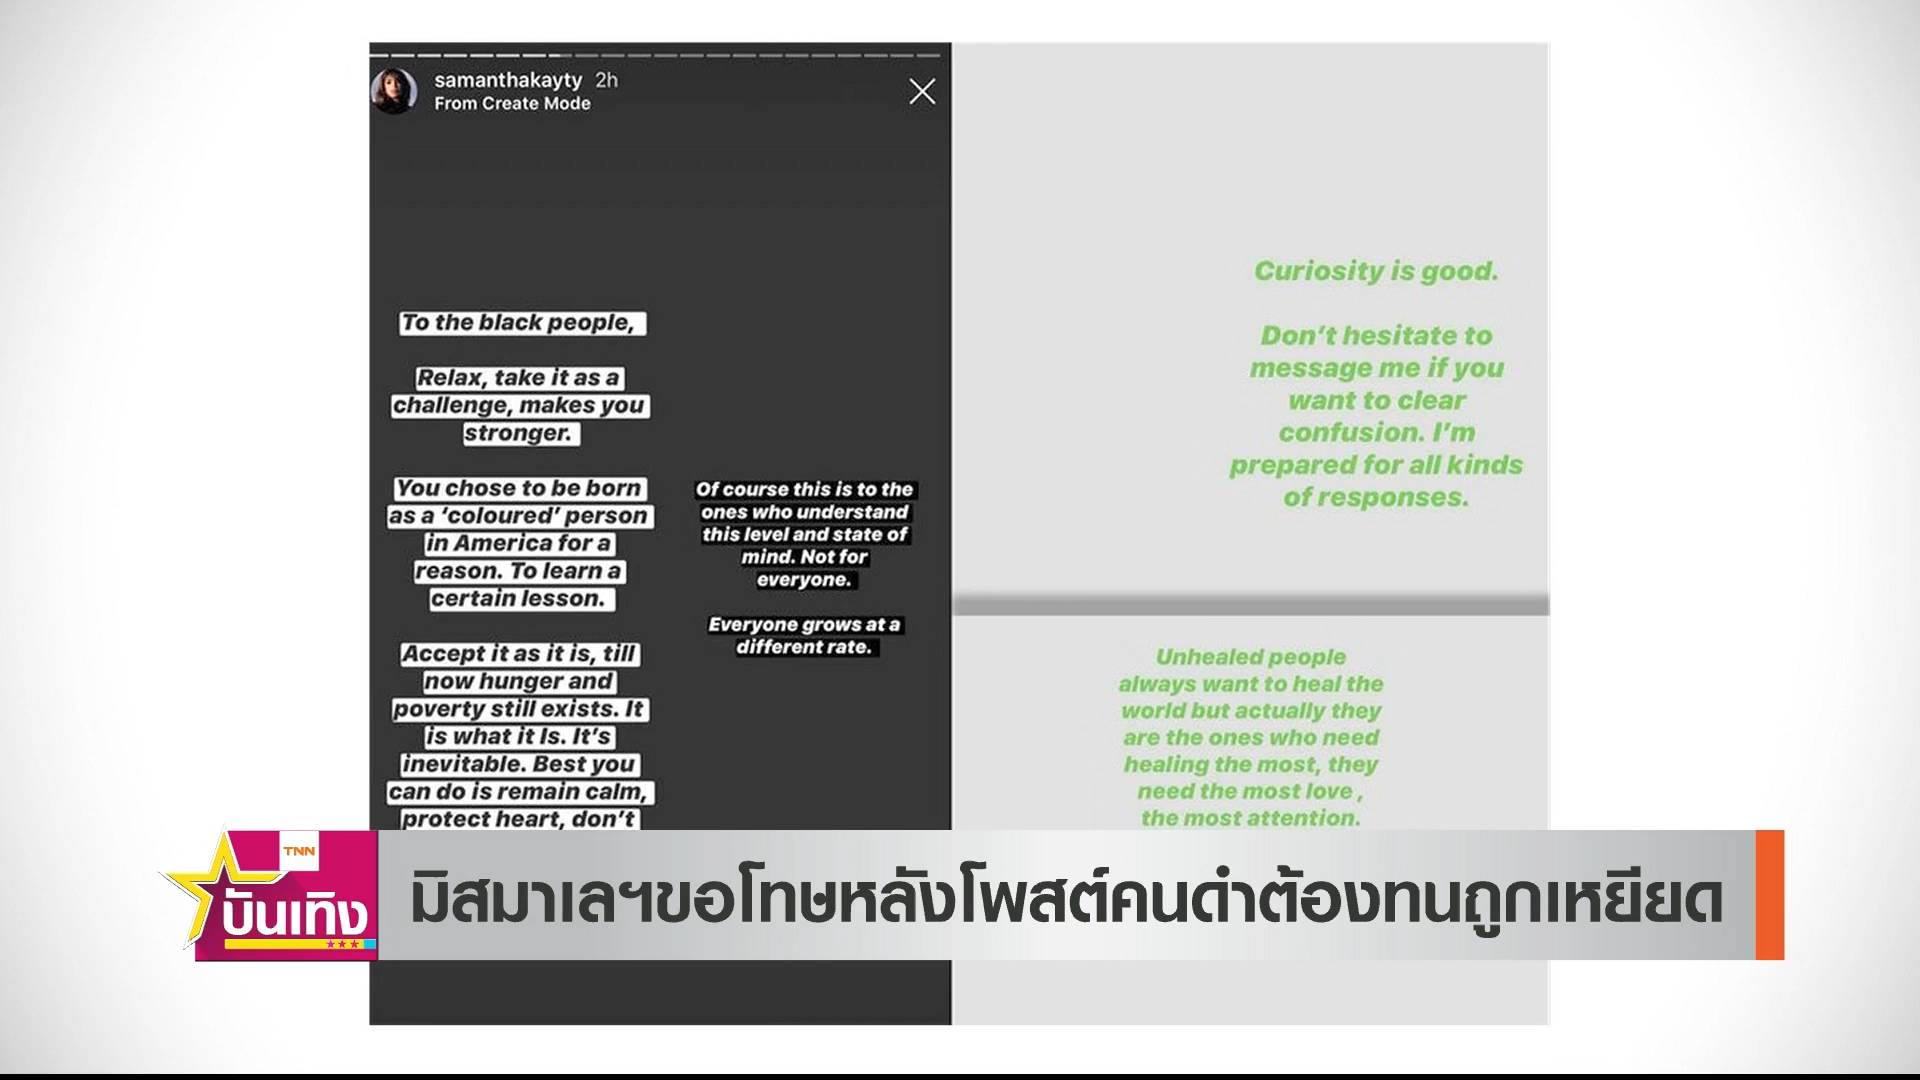 samanthakayty 2h
From Create Mode
To the black people,
Relax, take it as a
challenge, makes you
stronger.
You chose to be born
as a ‘coloured’ person
in America for a
reason. To learn a
certain lesson.
Accept it as it is, till
now hunger and
poverty still exists. It
is what it Is. It’s
inevitable. Best you
can do is remain calm,
protect heart, don’t
Of course this is to the
ones who understand
this level and state of
mind. Not for
everyone.
Everyone grows at a
different rate.
Curiosity is good.
Don’t hesitate to
message me if you
want to clear
confusion. I’m
prepared for all kinds
of responses.
Unhealed people
always want to heal the
world but actually they
are the ones who need
healing the most, they
need the most love ,
the most attention.
TNN
บันเทิง
มิสมาเลฯขอโทษหลังโพสต์คนดำต้องทนถูกเหยียด